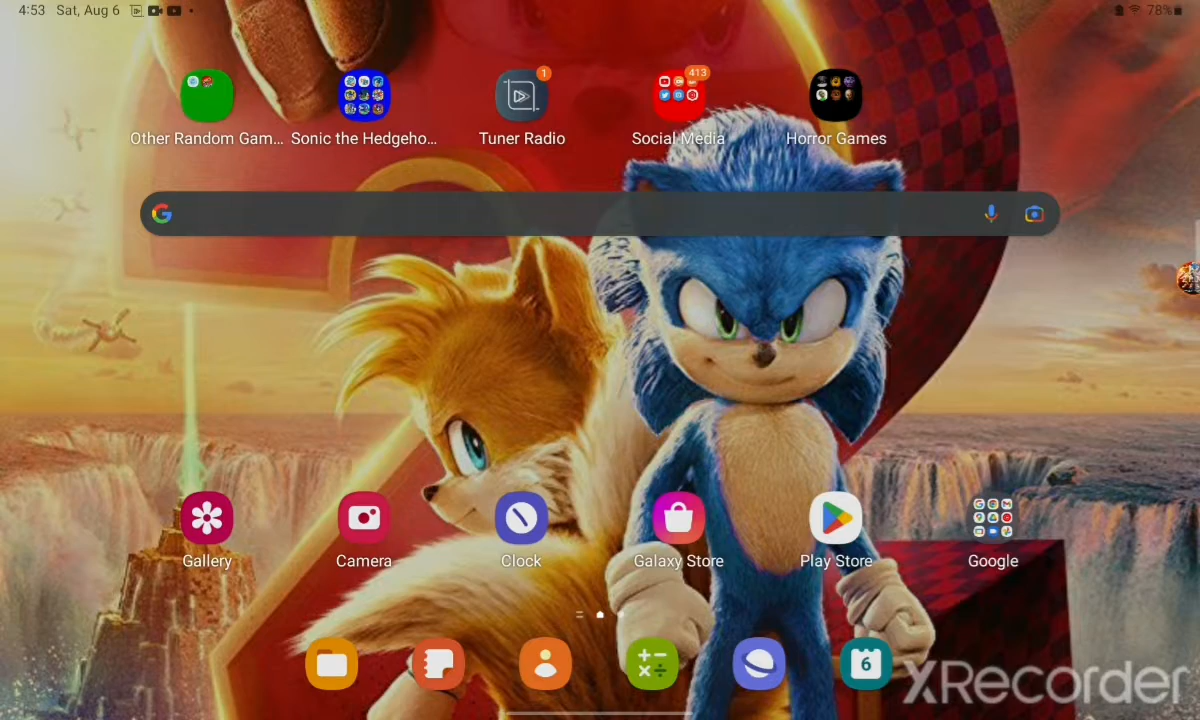 4:53 Sat, Aug 6
78%
1
413
Other Random Gam...
Sonic the Hedgeho...
Tuner Radio
Social Media
Horror Games
Gallery
Camera
Clock
Galaxy Store
Play Store
Google
6
XRecorder